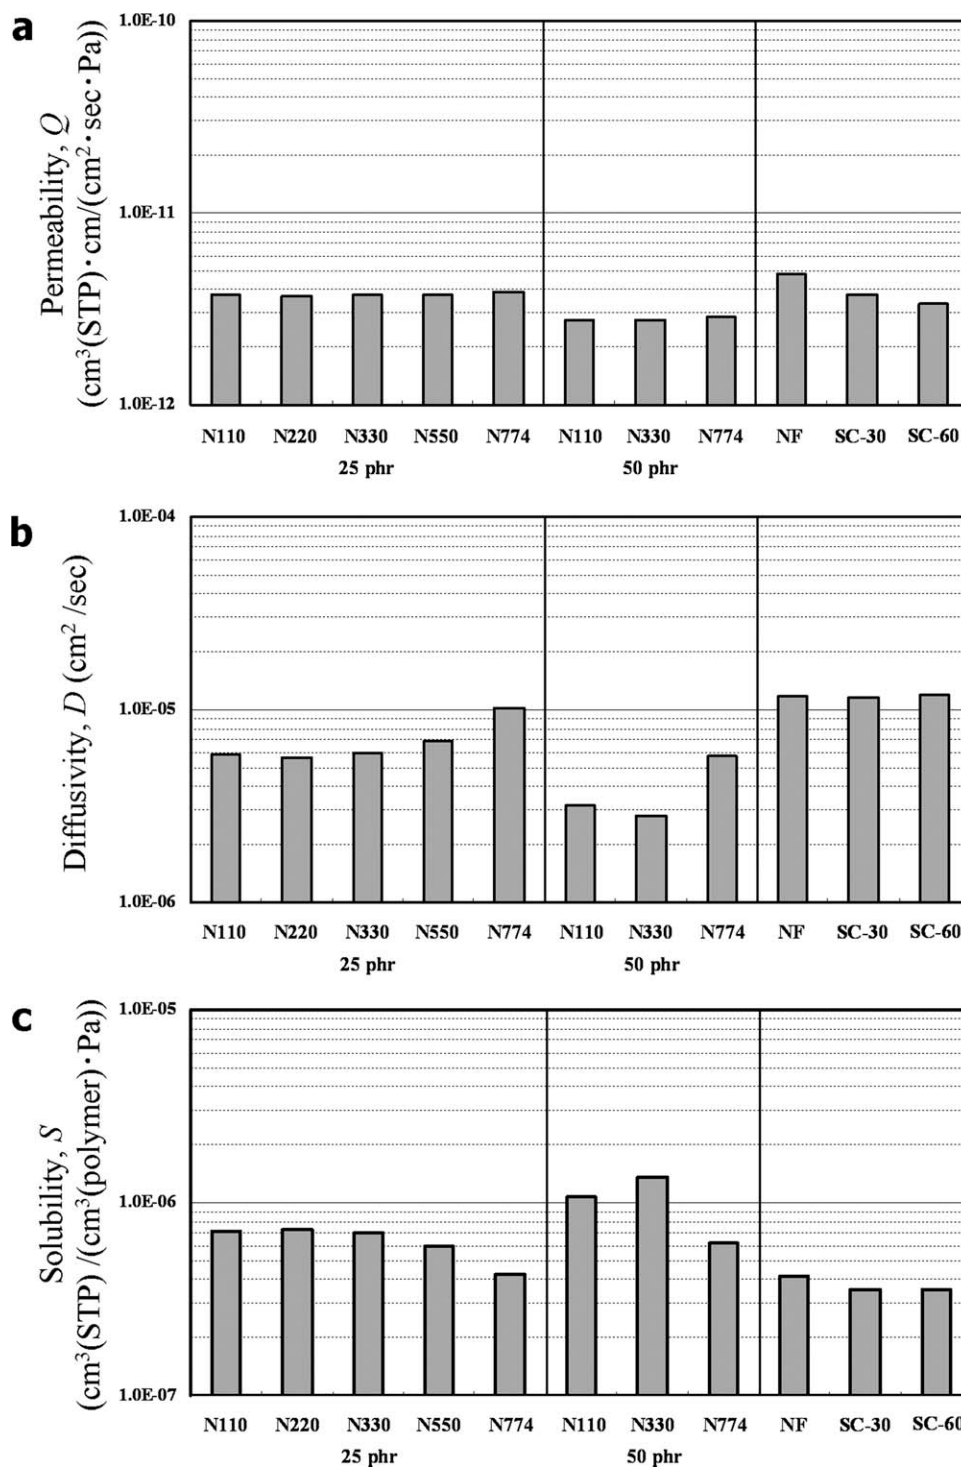 a
Permeability, Q
(cm³(STP)·cm/(cm²·sec·Pa))
1.0E-10
1.0E-11
1.0E-12
N110 N220 N330 N550 N774 N110 N330 N774 NF SC-30 SC-60
25 phr 50 phr
b
Diffusivity, D (cm² /sec)
1.0E-04
1.0E-05
1.0E-06
N110 N220 N330 N550 N774 N110 N330 N774 NF SC-30 SC-60
25 phr 50 phr
c
Solubility, S
(cm³(STP) /(cm³(polymer)·Pa))
1.0E-05
1.0E-06
1.0E-07
N110 N220 N330 N550 N774 N110 N330 N774 NF SC-30 SC-60
25 phr 50 phr